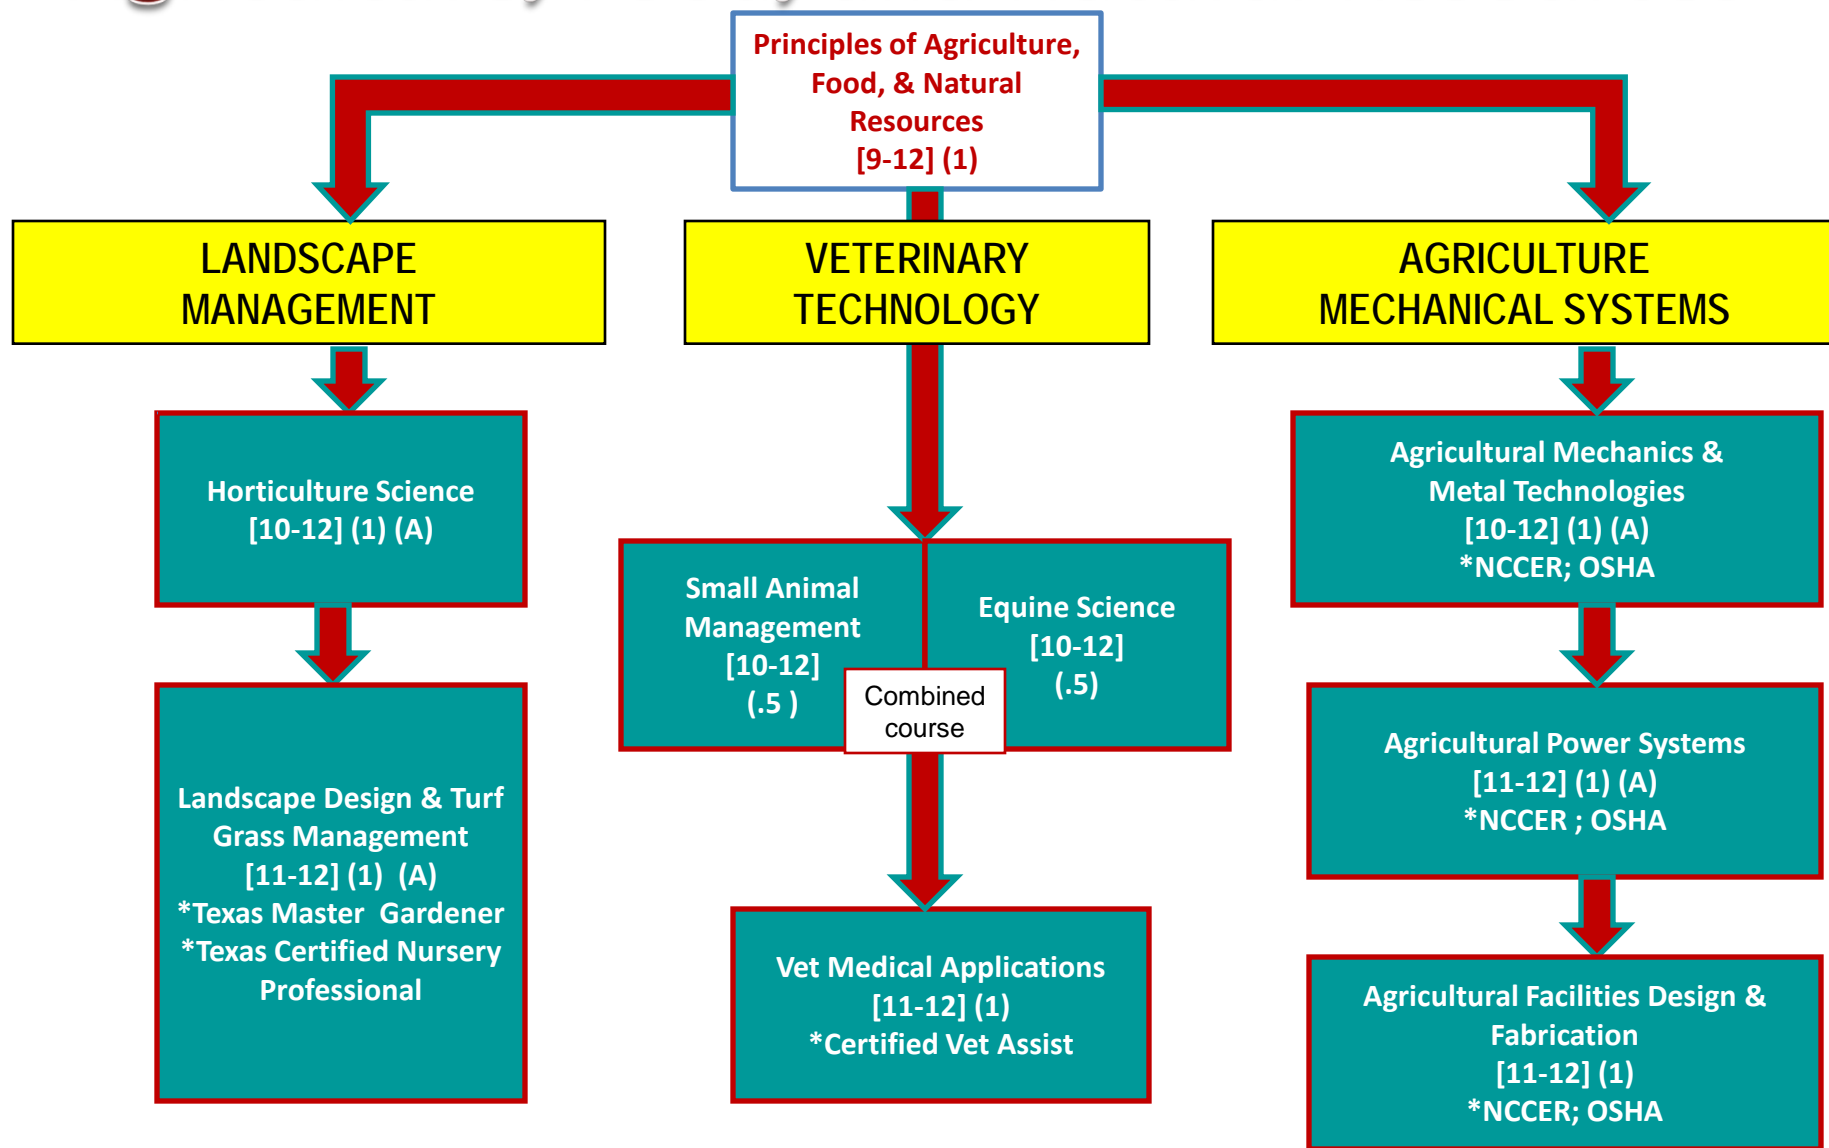 Principles of Agriculture,
Food, & Natural
Resources
[9-12] (1)
LANDSCAPE
MANAGEMENT
VETERINARY
TECHNOLOGY
AGRICULTURE
MECHANICAL SYSTEMS
Horticulture Science
[10-12] (1) (A)
Landscape Design & Turf
Grass Management
[11-12] (1) (A)
*Texas Master Gardener
*Texas Certified Nursery
Professional
Small Animal
Management
[10-12]
(.5 )
Equine Science
[10-12]
(.5)
Combined
course
Vet Medical Applications
[11-12] (1)
*Certified Vet Assist
Agricultural Mechanics &
Metal Technologies
[10-12] (1) (A)
*NCCER; OSHA
Agricultural Power Systems
[11-12] (1) (A)
*NCCER ; OSHA
Agricultural Facilities Design &
Fabrication
[11-12] (1)
*NCCER; OSHA